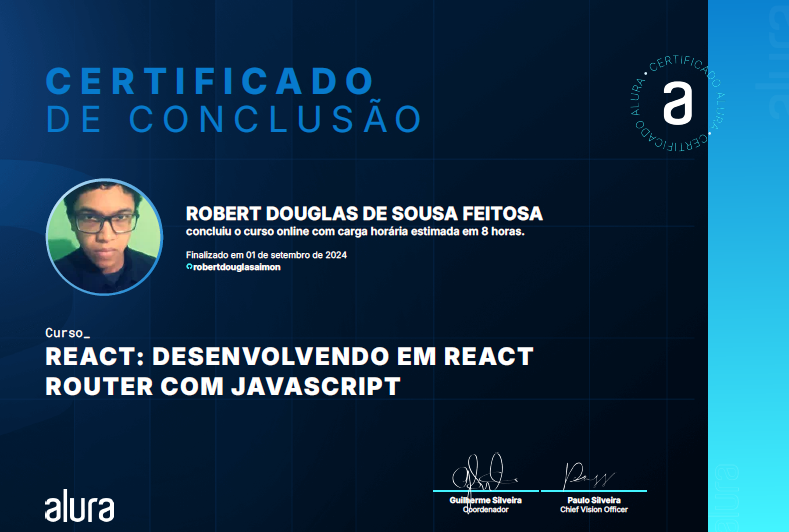 CERTIFICADO
DE CONCLUSÃO
CERTIFICADO ALURA • CERTIFICADO ALURA •
a
ROBERT DOUGLAS DE SOUSA FEITOSA
concluiu o curso online com carga horária estimada em 8 horas.
Finalizado em 01 de setembro de 2024
robertdouglasaimon
Curso_
REACT: DESENVOLVENDO EM REACT
ROUTER COM JAVASCRIPT
alura
Guilherme Silveira
Coordenador
Paulo Silveira
Chief Vision Officer
alura
alura